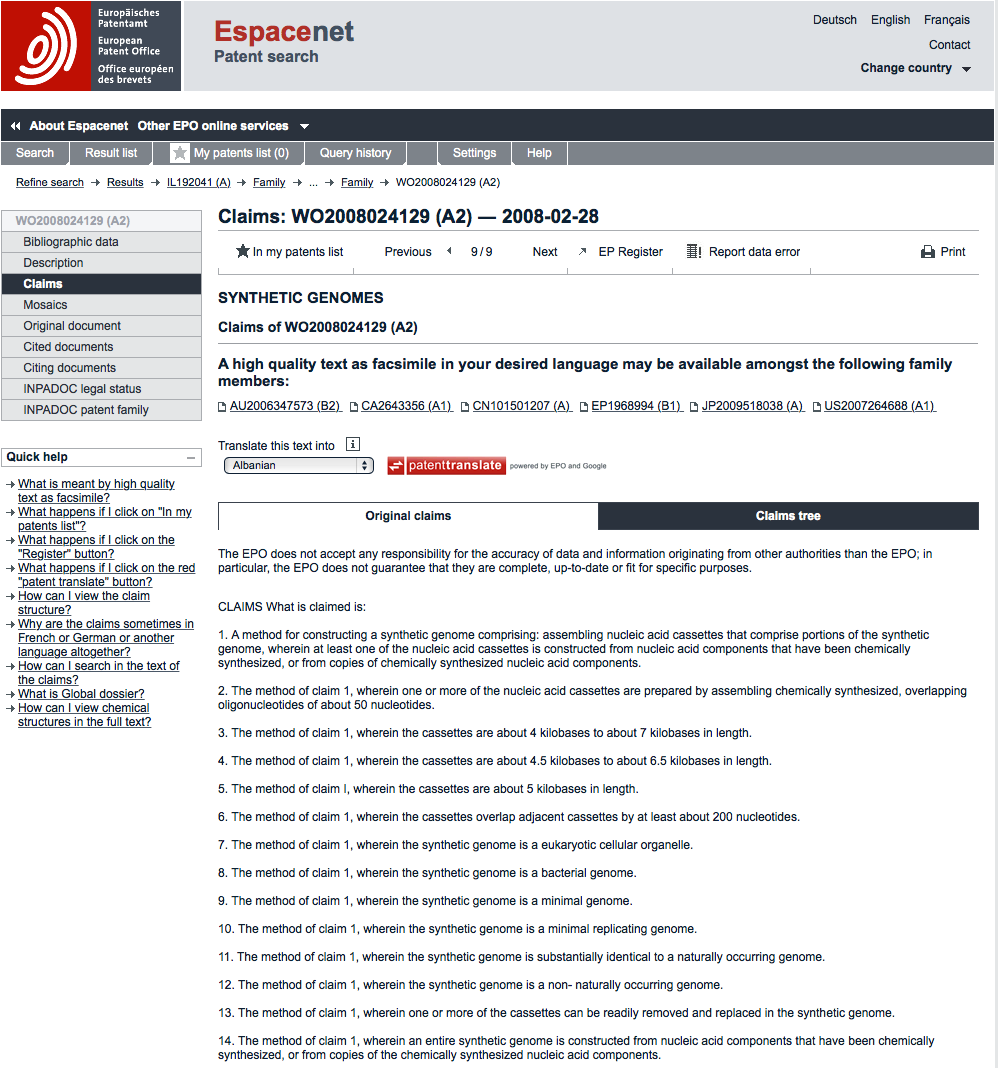 Europäisches
Patentamt
European
Patent Office
Office européen
des brevets
Espacenet
Patent search
Deutsch English Français
Contact
Change country
About Espacenet Other EPO online services
Search Result list My patents list (0) Query history Settings Help
Refine search → Results → IL192041 (A) → Family → ... → Family → WO2008024129 (A2)
WO2008024129 (A2)
Bibliographic data
Description
Claims
Mosaics
Original document
Cited documents
Citing documents
INPADOC legal status
INPADOC patent family
Quick help
→ What is meant by high quality
text as facsimile?
→ What happens if I click on "In my
patents list"?
→ What happens if I click on the
"Register" button?
→ What happens if I click on the red
"patent translate" button?
→ How can I view the claim
structure?
→ Why are the claims sometimes in
French or German or another
language altogether?
→ How can I search in the text of
the claims?
→ What is Global dossier?
→ How can I view chemical
structures in the full text?
Claims: WO2008024129 (A2) — 2008-02-28
In my patents list Previous 9 / 9 Next EP Register Report data error Print
SYNTHETIC GENOMES
Claims of WO2008024129 (A2)
A high quality text as facsimile in your desired language may be available amongst the following family
members:
AU2006347573 (B2) CA2643356 (A1) CN101501207 (A) EP1968994 (B1) JP2009518038 (A) US2007264688 (A1)
Translate this text into i
Albanian patenttranslate powered by EPO and Google
Original claims Claims tree
The EPO does not accept any responsibility for the accuracy of data and information originating from other authorities than the EPO; in
particular, the EPO does not guarantee that they are complete, up-to-date or fit for specific purposes.
CLAIMS What is claimed is:
1. A method for constructing a synthetic genome comprising: assembling nucleic acid cassettes that comprise portions of the synthetic
genome, wherein at least one of the nucleic acid cassettes is constructed from nucleic acid components that have been chemically
synthesized, or from copies of chemically synthesized nucleic acid components.
2. The method of claim 1, wherein one or more of the nucleic acid cassettes are prepared by assembling chemically synthesized, overlapping
oligonucleotides of about 50 nucleotides.
3. The method of claim 1, wherein the cassettes are about 4 kilobases to about 7 kilobases in length.
4. The method of claim 1, wherein the cassettes are about 4.5 kilobases to about 6.5 kilobases in length.
5. The method of claim I, wherein the cassettes are about 5 kilobases in length.
6. The method of claim 1, wherein the cassettes overlap adjacent cassettes by at least about 200 nucleotides.
7. The method of claim 1, wherein the synthetic genome is a eukaryotic cellular organelle.
8. The method of claim 1, wherein the synthetic genome is a bacterial genome.
9. The method of claim 1, wherein the synthetic genome is a minimal genome.
10. The method of claim 1, wherein the synthetic genome is a minimal replicating genome.
11. The method of claim 1, wherein the synthetic genome is substantially identical to a naturally occurring genome.
12. The method of claim 1, wherein the synthetic genome is a non- naturally occurring genome.
13. The method of claim 1, wherein one or more of the cassettes can be readily removed and replaced in the synthetic genome.
14. The method of claim 1, wherein an entire synthetic genome is constructed from nucleic acid components that have been chemically
synthesized, or from copies of the chemically synthesized nucleic acid components.